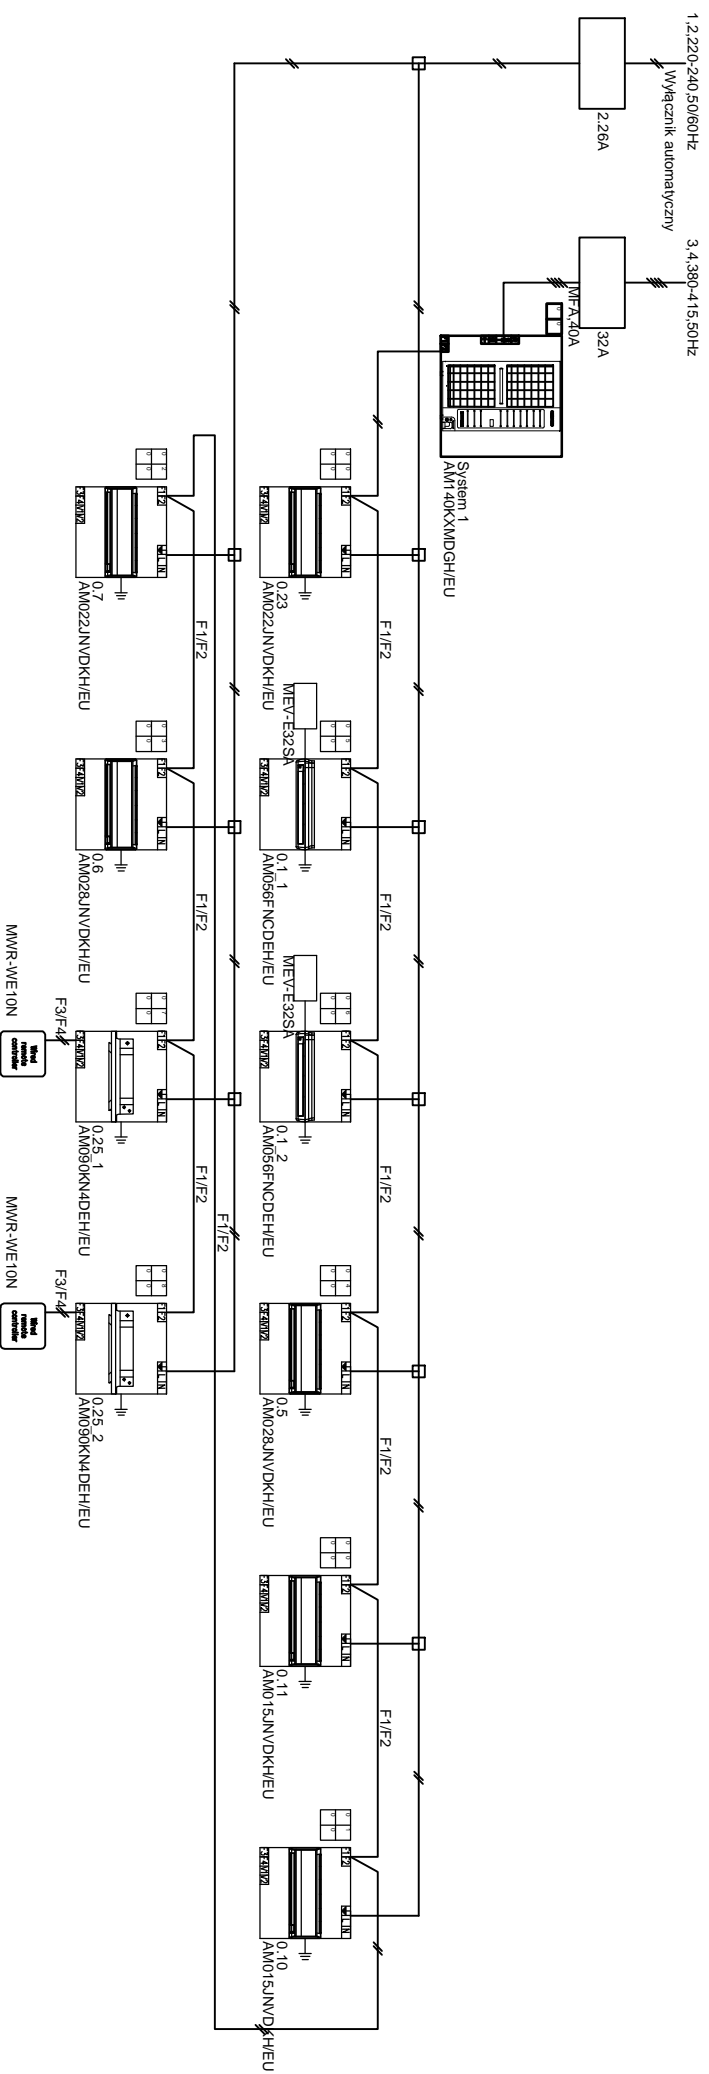 1,2,220-240,50/60Hz
Wyłącznik automatyczny
2.26A
3,4,380-415,50Hz
32A
MFA,40A
System 1
AM140KXMDGH/EU
F1/F2
F1/F2
F1/F2
F1/F2
F1/F2
0.23
AM022JNVDKH/EU
MEV-E32SA
0.1_1
AM056FNCDEH/EU
MEV-E32SA
0.1_2
AM056FNCDEH/EU
0.5
AM028JNVDKH/EU
0.11
AM015JNVDKH/EU
0.10
AM015JNVDKH/EU
F1/F2
F1/F2
F1/F2
F1/F2
0.7
AM022JNVDKH/EU
0.6
AM028JNVDKH/EU
0.25_1
AM090KN4DEH/EU
0.25_2
AM090KN4DEH/EU
F3/F4
MWR-WE10N
Wired
remote
controller
F3/F4
MWR-WE10N
Wired
remote
controller